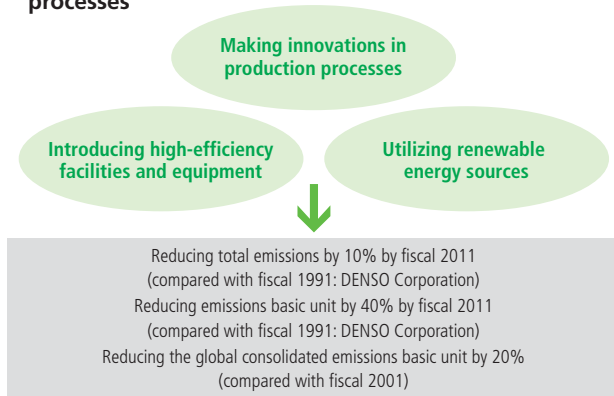 processes
Making innovations in
production processes
Introducing high-efficiency
facilities and equipment
Utilizing renewable
energy sources
Reducing total emissions by 10% by fiscal 2011
(compared with fiscal 1991: DENSO Corporation)
Reducing emissions basic unit by 40% by fiscal 2011
(compared with fiscal 1991: DENSO Corporation)
Reducing the global consolidated emissions basic unit by 20%
(compared with fiscal 2001)